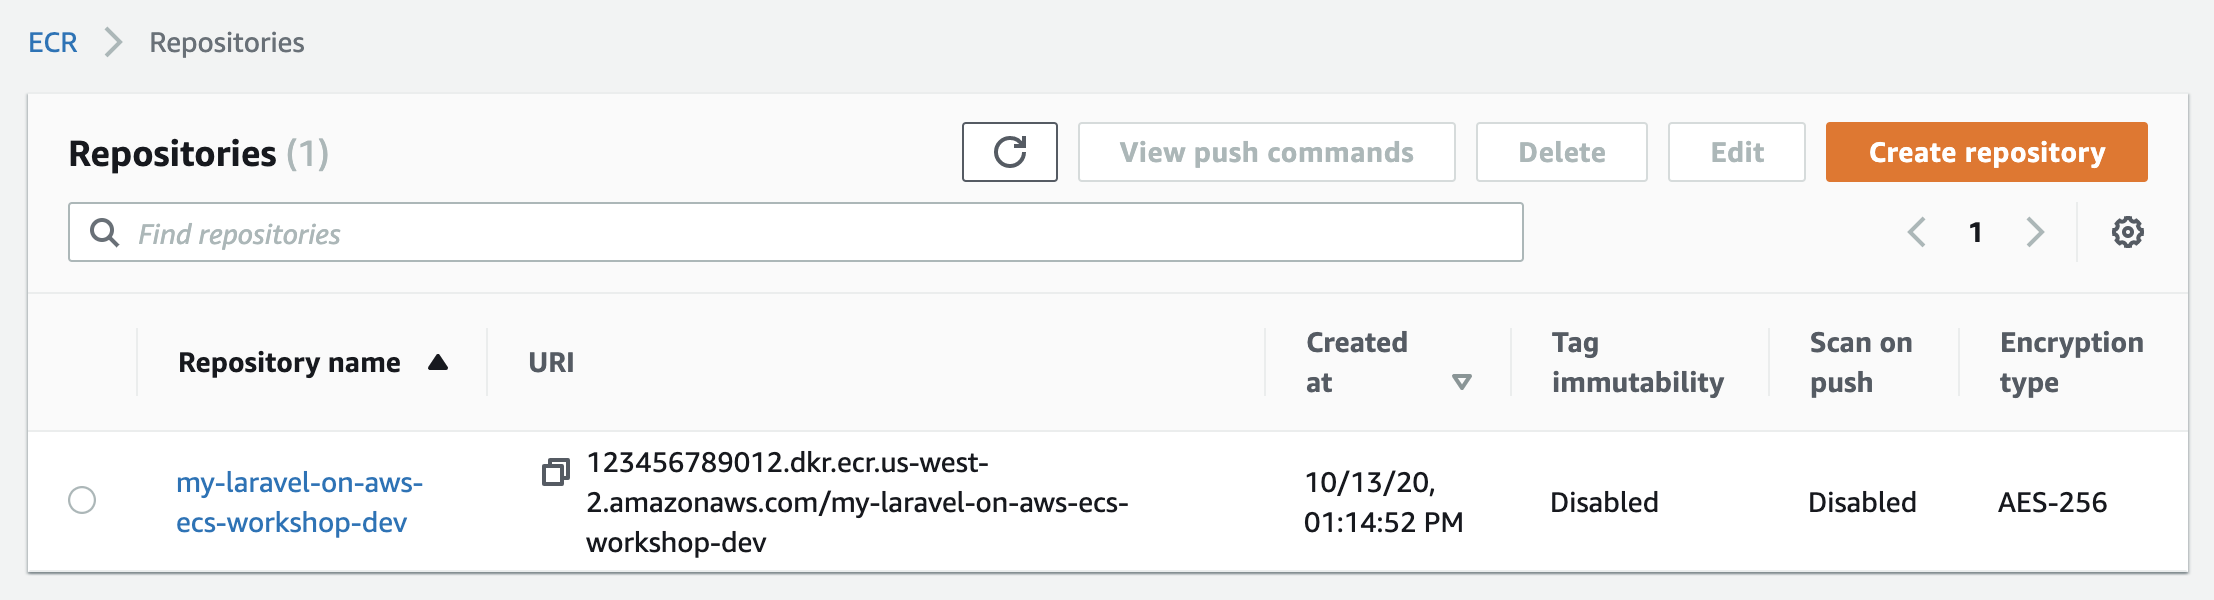 ECR > Repositories
Repositories (1)
View push commands
Delete
Edit
Create repository
Find repositories
1
Repository name
URI
Created
at
Tag
immutability
Scan on
push
Encryption
type
my-laravel-on-aws-
ecs-workshop-dev
123456789012.dkr.ecr.us-west-
2.amazonaws.com/my-laravel-on-aws-ecs-
workshop-dev
10/13/20,
01:14:52 PM
Disabled
Disabled
AES-256